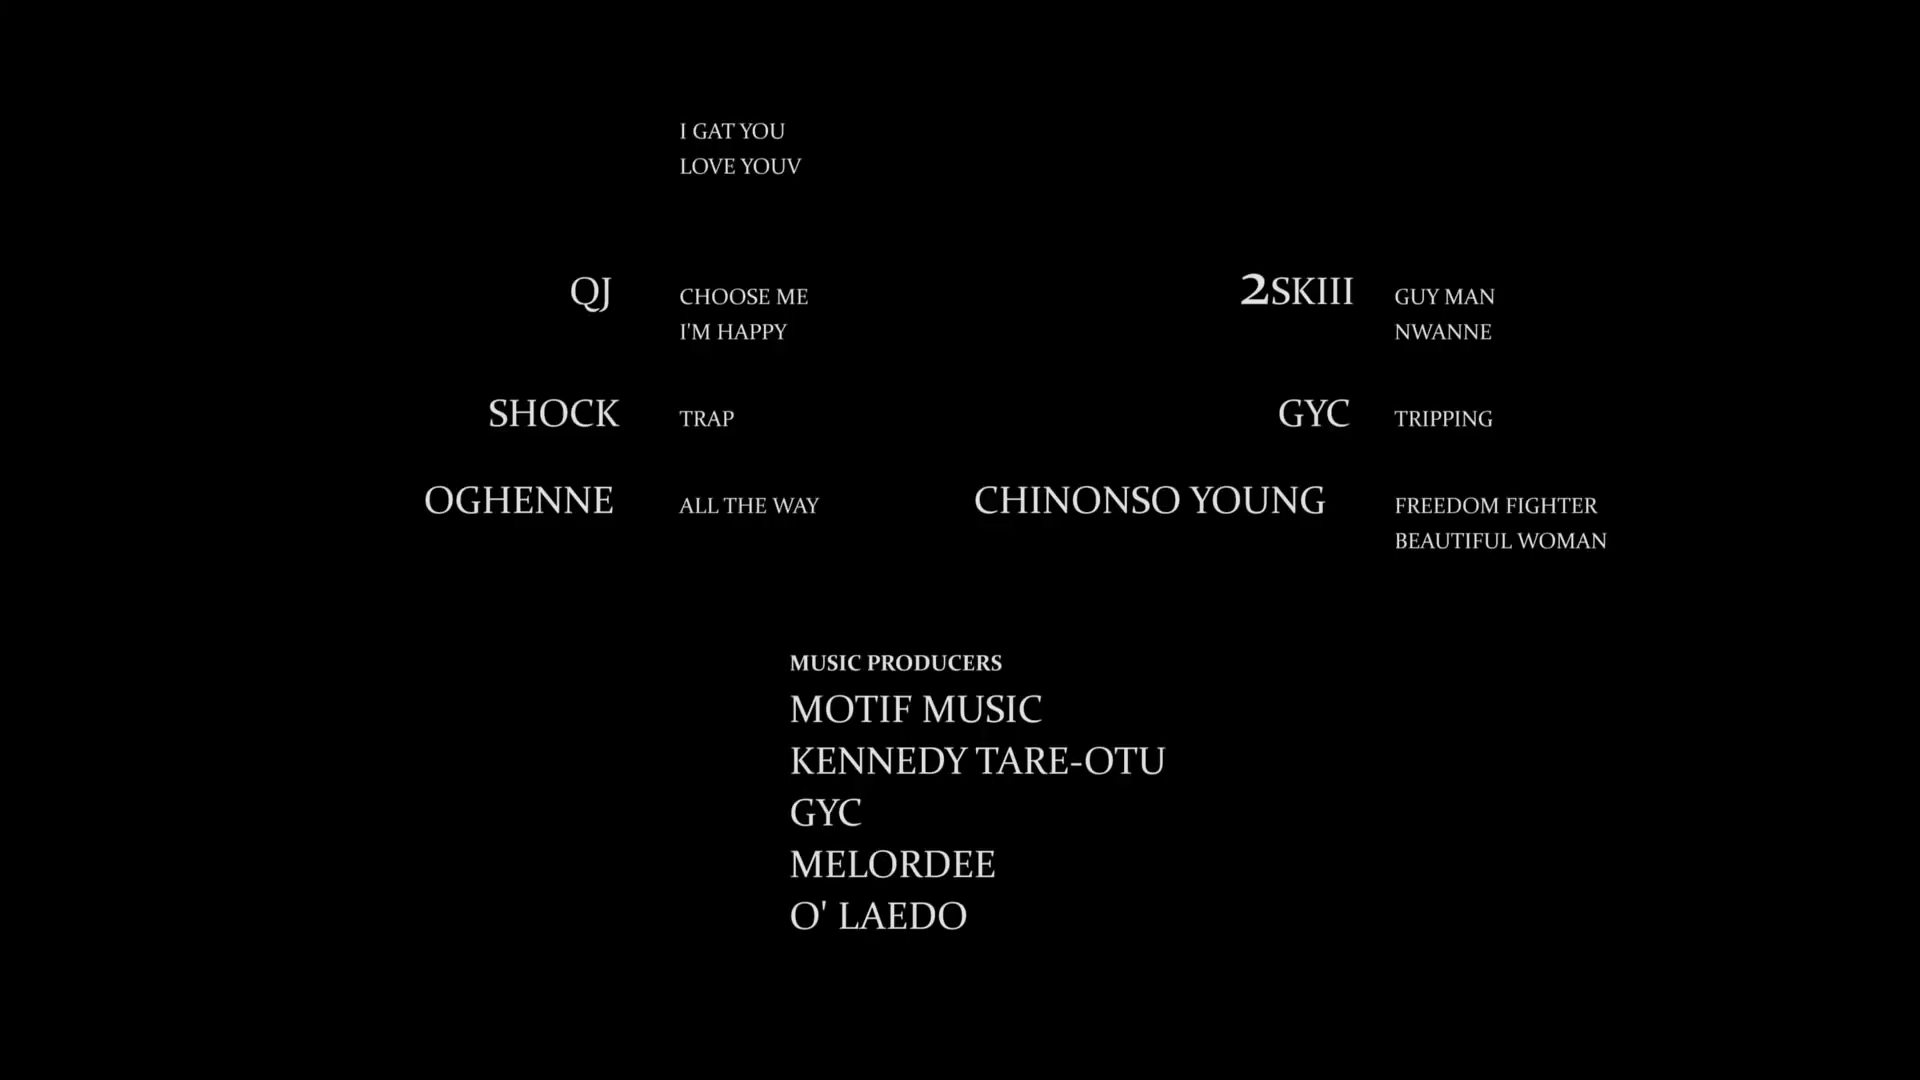 I GAT YOU
LOVE YOUV
QJ CHOOSE ME
I'M HAPPY
2SKIII GUY MAN
NWANNE
SHOCK TRAP
GYC TRIPPING
OGHENNE ALL THE WAY
CHINONSO YOUNG FREEDOM FIGHTER
BEAUTIFUL WOMAN
MUSIC PRODUCERS
MOTIF MUSIC
KENNEDY TARE-OTU
GYC
MELORDEE
O' LAEDO